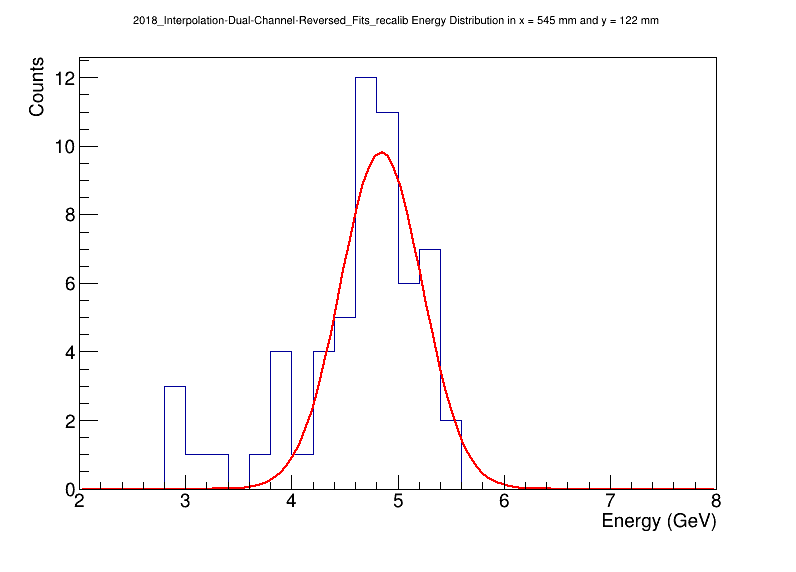 2018_Interpolation-Dual-Channel-Reversed_Fits_recalib Energy Distribution in x = 545 mm and y = 122 mm
Counts
12
10
8
6
4
2
0
2 3 4 5 6 7 8
Energy (GeV)